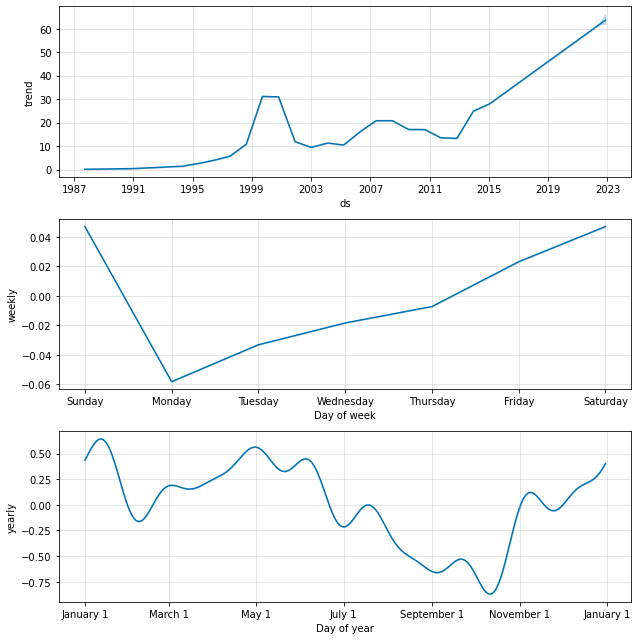 60
50
40
30
20
10
0
trend
1987 1991 1995 1999 2003 2007 2011 2015 2019 2023
ds
0.04
0.02
0.00
−0.02
−0.04
−0.06
weekly
Sunday Monday Tuesday Wednesday Thursday Friday Saturday
Day of week
0.50
0.25
0.00
−0.25
−0.50
−0.75
yearly
January 1 March 1 May 1 July 1 September 1 November 1 January 1
Day of year